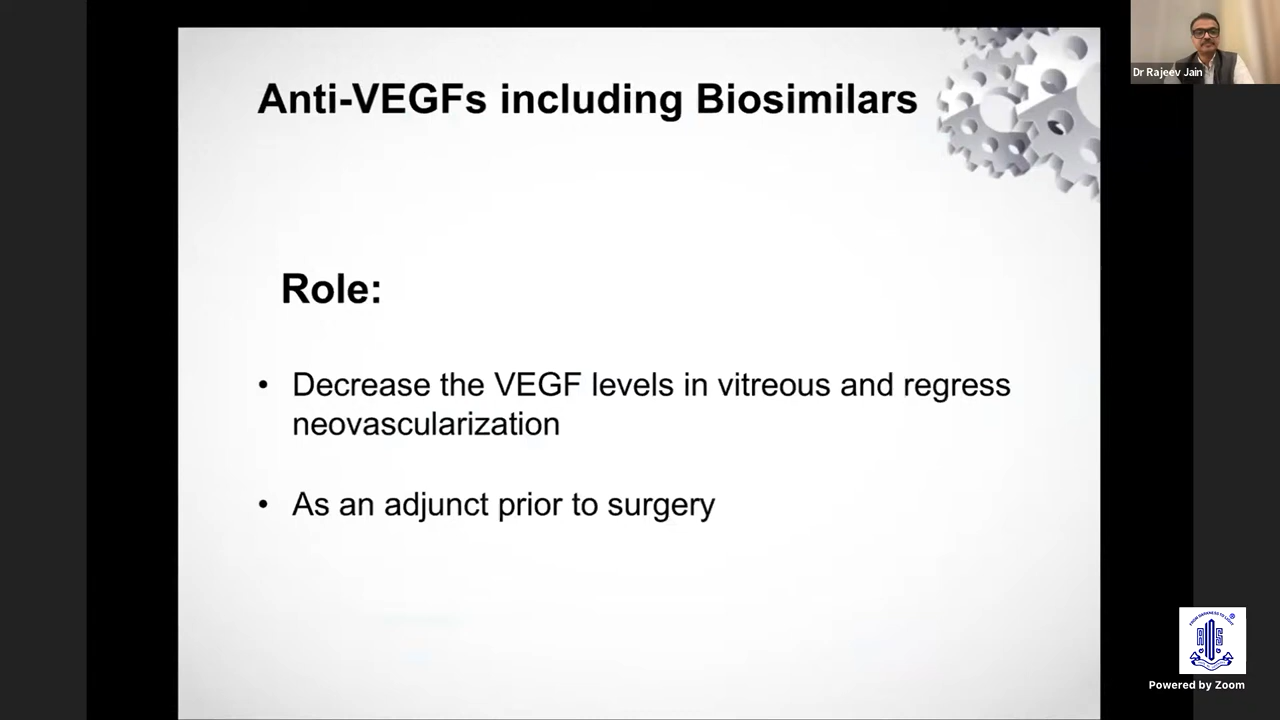 Anti-VEGFs including Biosimilars
Dr Rajeev Jain
Role:
• Decrease the VEGF levels in vitreous and regress
neovascularization
• As an adjunct prior to surgery
Powered by Zoom